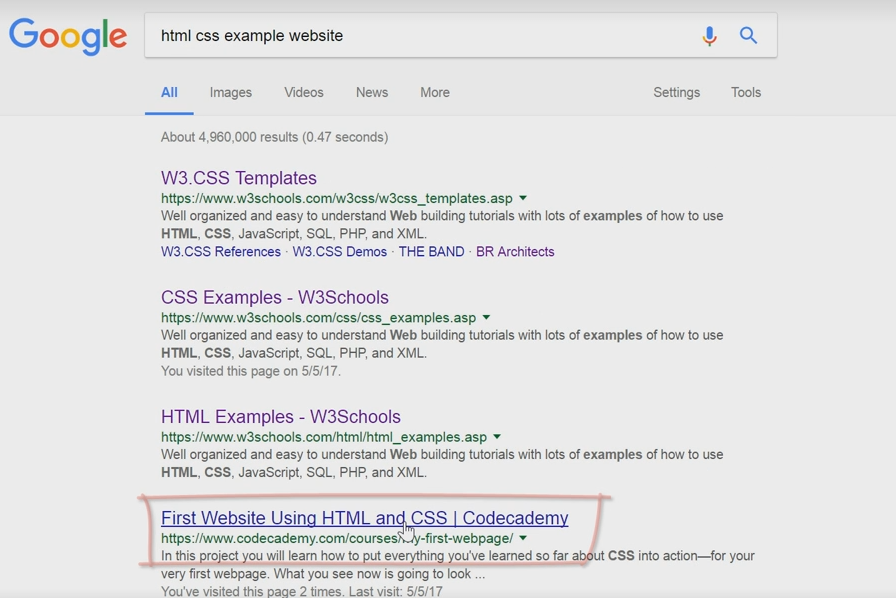 Google
html css example website
All Images Videos News More Settings Tools
About 4,960,000 results (0.47 seconds)
W3.CSS Templates
https://www.w3schools.com/w3css/w3css_templates.asp
Well organized and easy to understand Web building tutorials with lots of examples of how to use
HTML, CSS, JavaScript, SQL, PHP, and XML.
W3.CSS References · W3.CSS Demos · THE BAND · BR Architects
CSS Examples - W3Schools
https://www.w3schools.com/css/css_examples.asp
Well organized and easy to understand Web building tutorials with lots of examples of how to use
HTML, CSS, JavaScript, SQL, PHP, and XML.
You visited this page on 5/5/17.
HTML Examples - W3Schools
https://www.w3schools.com/html/html_examples.asp
Well organized and easy to understand Web building tutorials with lots of examples of how to use
HTML, CSS, JavaScript, SQL, PHP, and XML.
First Website Using HTML and CSS | Codecademy
https://www.codecademy.com/courses/my-first-webpage/
In this project you will learn how to put everything you've learned so far about CSS into action—for your
very first webpage. What you see now is going to look ...
You've visited this page 2 times. Last visit: 5/5/17